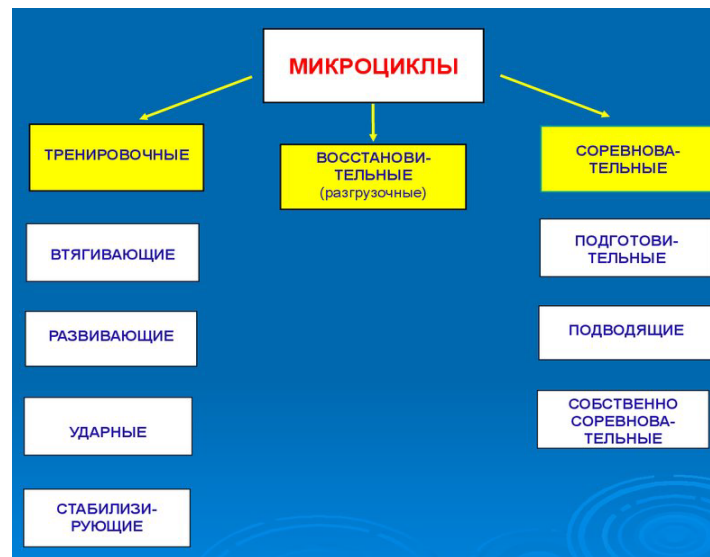 МИКРОЦИКЛЫ
ТРЕНИРОВОЧНЫЕ
ВТЯГИВАЮЩИЕ
РАЗВИВАЮЩИЕ
УДАРНЫЕ
СТАБИЛИЗИ-
РУЮЩИЕ
ВОССТАНОВИ-
ТЕЛЬНЫЕ
(разгрузочные)
СОРЕВНОВА-
ТЕЛЬНЫЕ
ПОДГОТОВИ-
ТЕЛЬНЫЕ
ПОДВОДЯЩИЕ
СОБСТВЕННО
СОРЕВНОВА-
ТЕЛЬНЫЕ